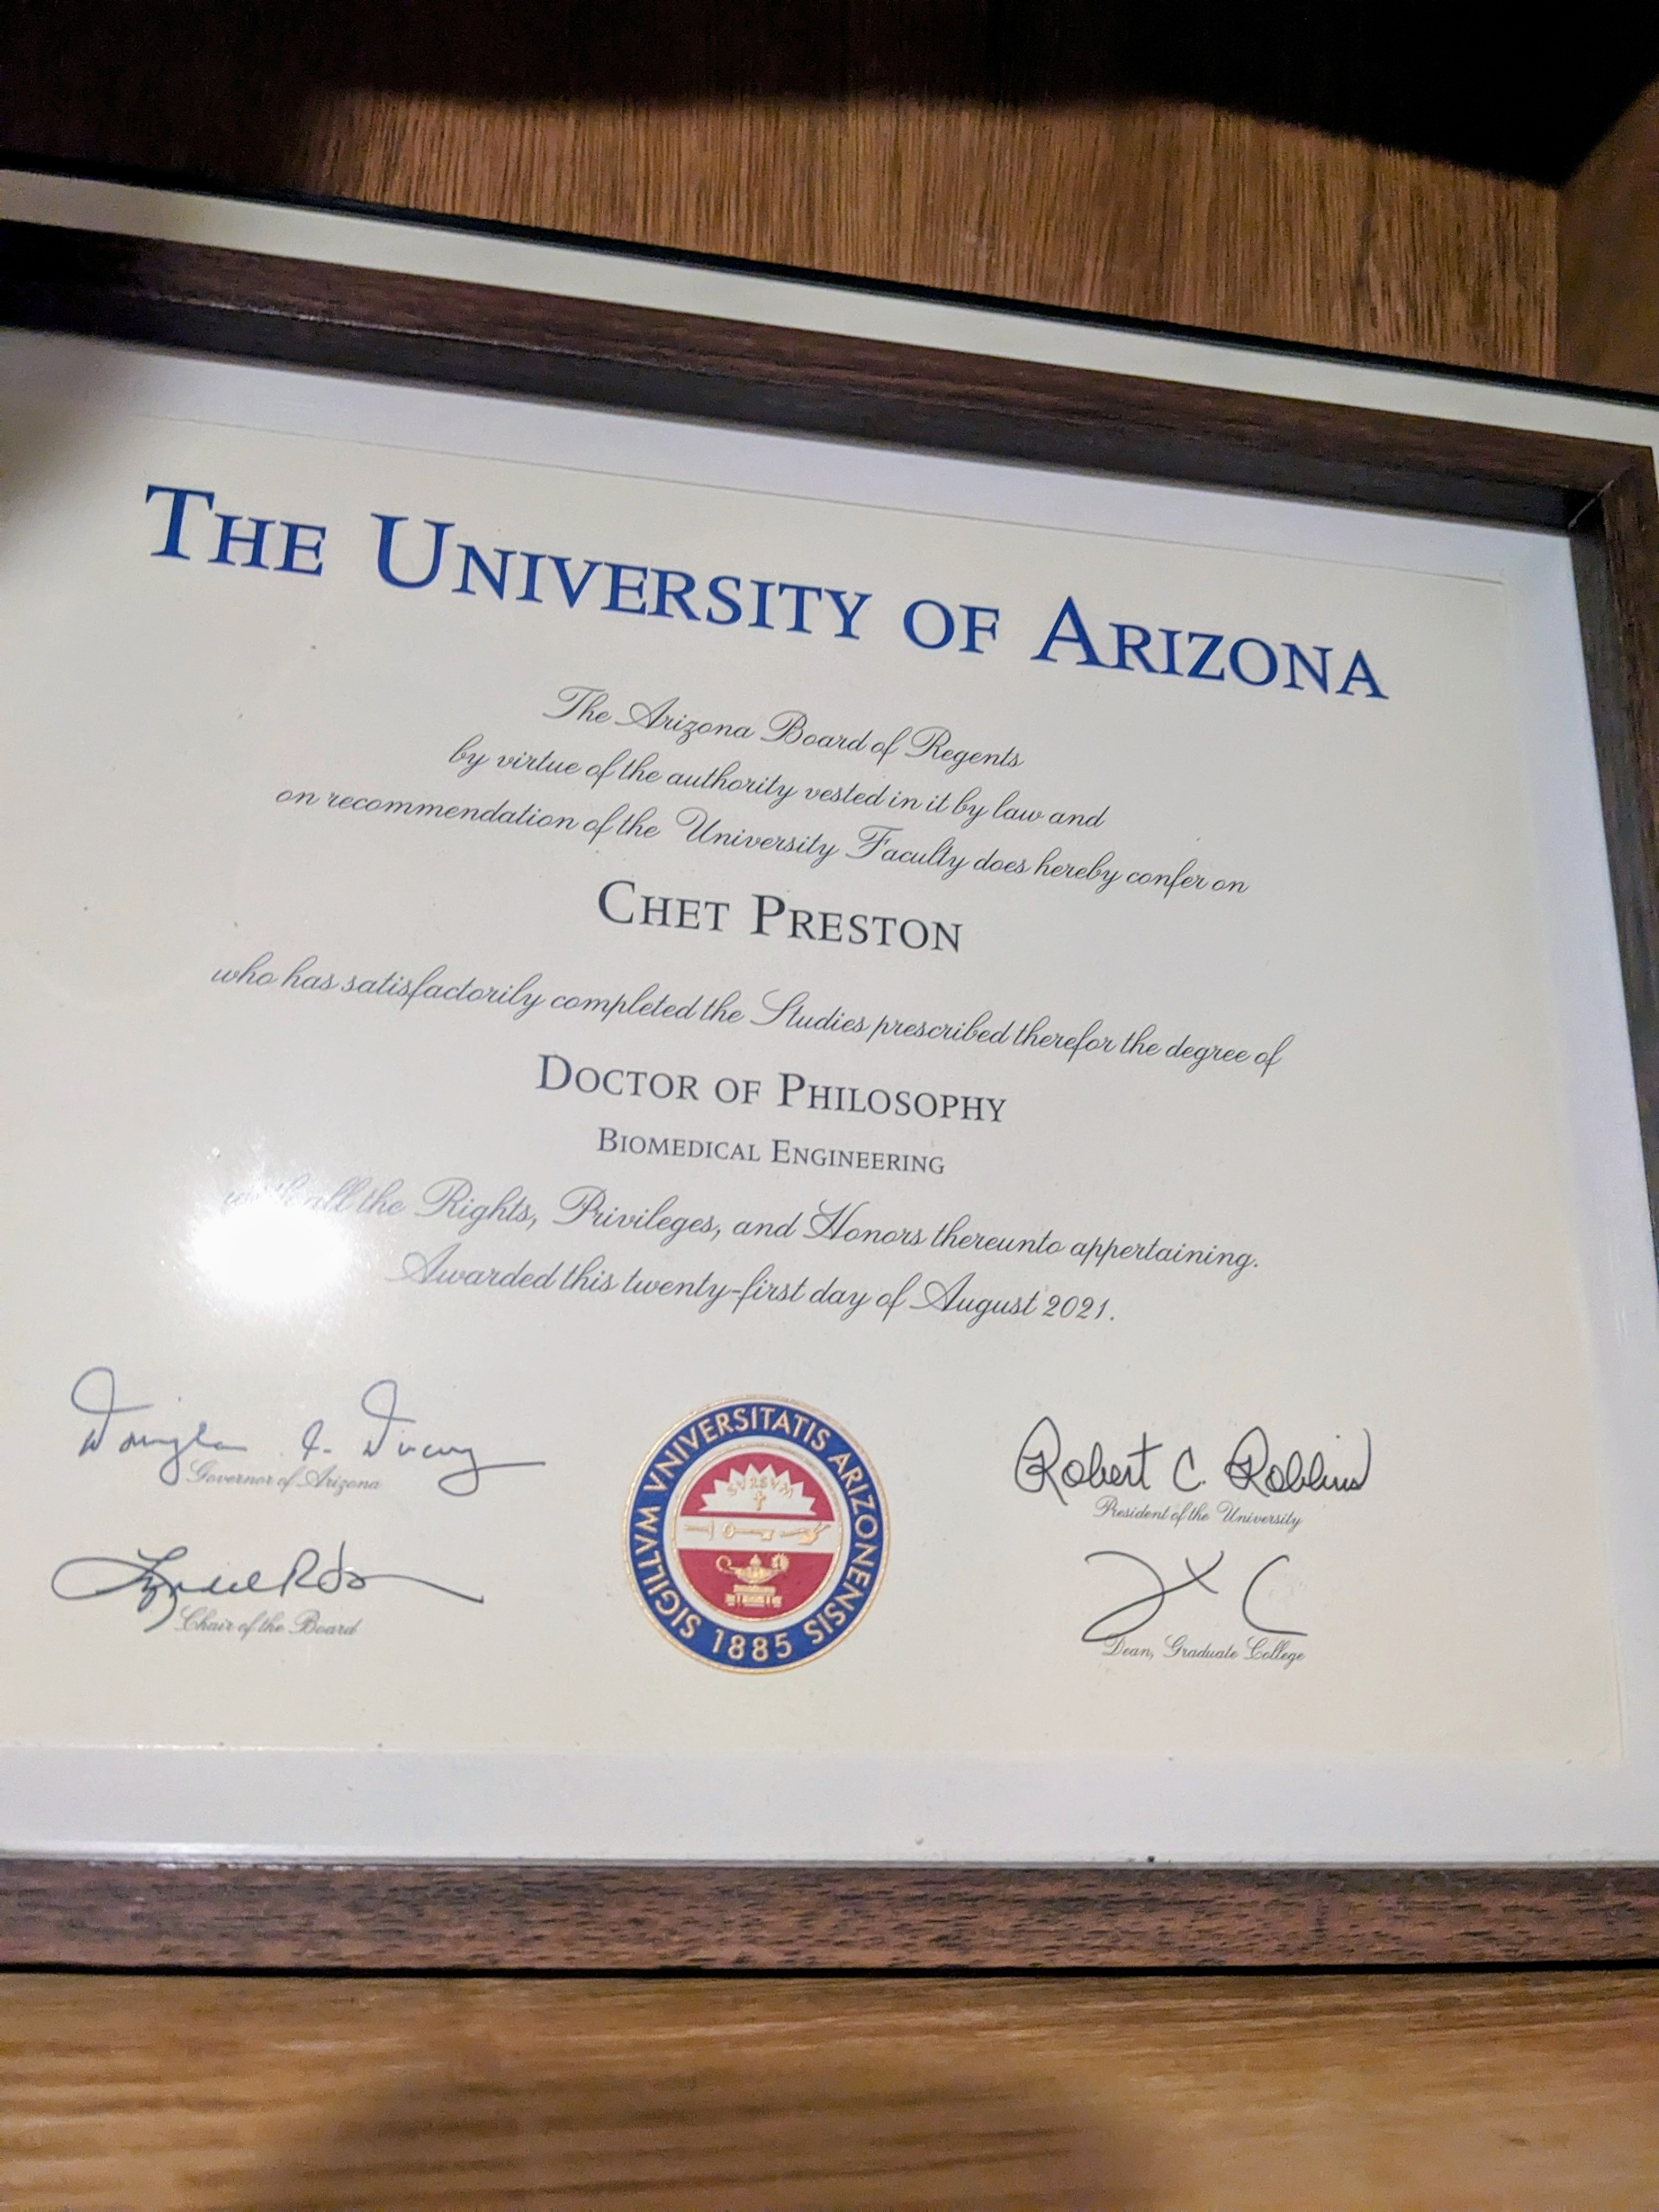 THE UNIVERSITY OF ARIZONA
The Arizona Board of Regents
by virtue of the authority vested in it by law and
on recommendation of the University Faculty does hereby confer on
CHET PRESTON
who has satisfactorily completed the Studies prescribed therefor the degree of
DOCTOR OF PHILOSOPHY
BIOMEDICAL ENGINEERING
with all the Rights, Privileges, and Honors thereunto appertaining.
Awarded this twenty-first day of August 2021.
Governor of Arizona
Chair of the Board
SIGILLVM VNIVERSITATIS ARIZONENSIS
SVRSVM
1885
Robert C. Robbins
President of the University
Dean, Graduate College